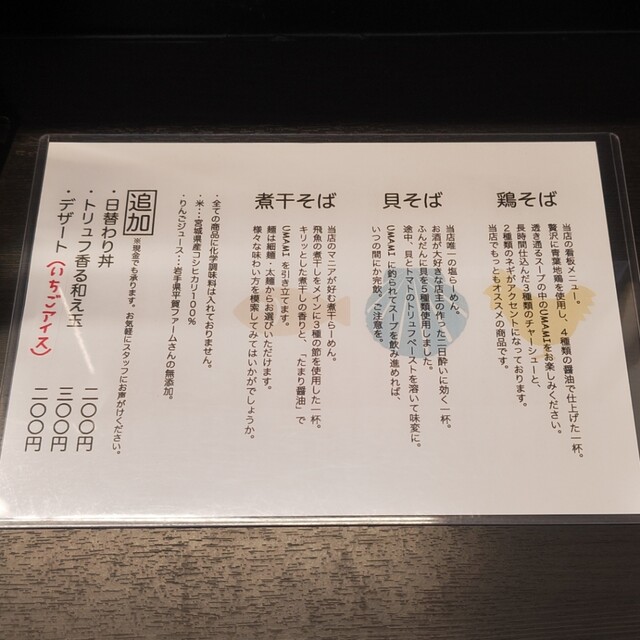 鶏そば
当店の看板メニュー。
贅沢に青葉地鶏を使用し、4種類の醤油で仕上げた一杯。
透き通るスープの中のUMAMIをお楽しみください。
長時間仕込んだ3種類のチャーシューと、
2種類のネギがアクセントになっております。
当店でもっともオススメの商品です。
貝そば
当店唯一の塩らーめん。
お酒が大好きな店主の作った二日酔いに効く一杯。
ふんだんに貝を5種類使用しました。
途中、貝とトマトのトリュフペーストを溶いて味変に。
UMAMIに釣られてスープを飲み進めれば、
いつの間にか完飲。ご注意を。
煮干そば
当店のマニアが好む煮干らーめん。
飛魚の煮干しをメインに3種の節を使用した一杯。
キリッとした煮干しの香りと、「たまり醤油」で
UMAMIを引き立てます。
麺は細麺・太麺からお選びいただけます。
様々な味わい方を模索してみてはいかがでしょうか。
・全ての商品に化学調味料は入れておりません。
・米…宮城県産コシヒカリ100%
・りんごジュース…岩手県平賀ファームさんの無添加。
追加 ※現金でも承ります。お気軽にスタッフにお声がけください。
・日替わり丼 二〇〇円
・トリュフ香る和え玉 三〇〇円
・デザート(いちごアイス) 二〇〇円